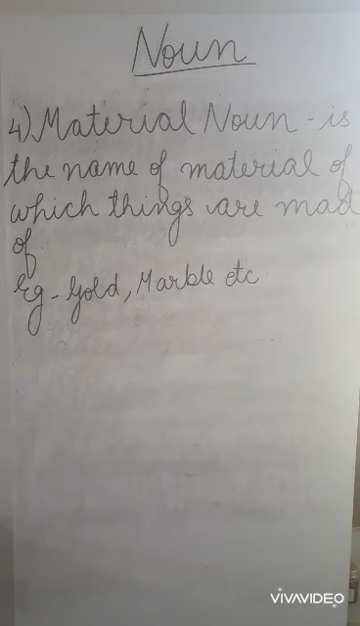 Noun
4) Material Noun - is
the name of material of
which things are mad
of
Eg - Gold, Marble etc
VIVAVIDEO